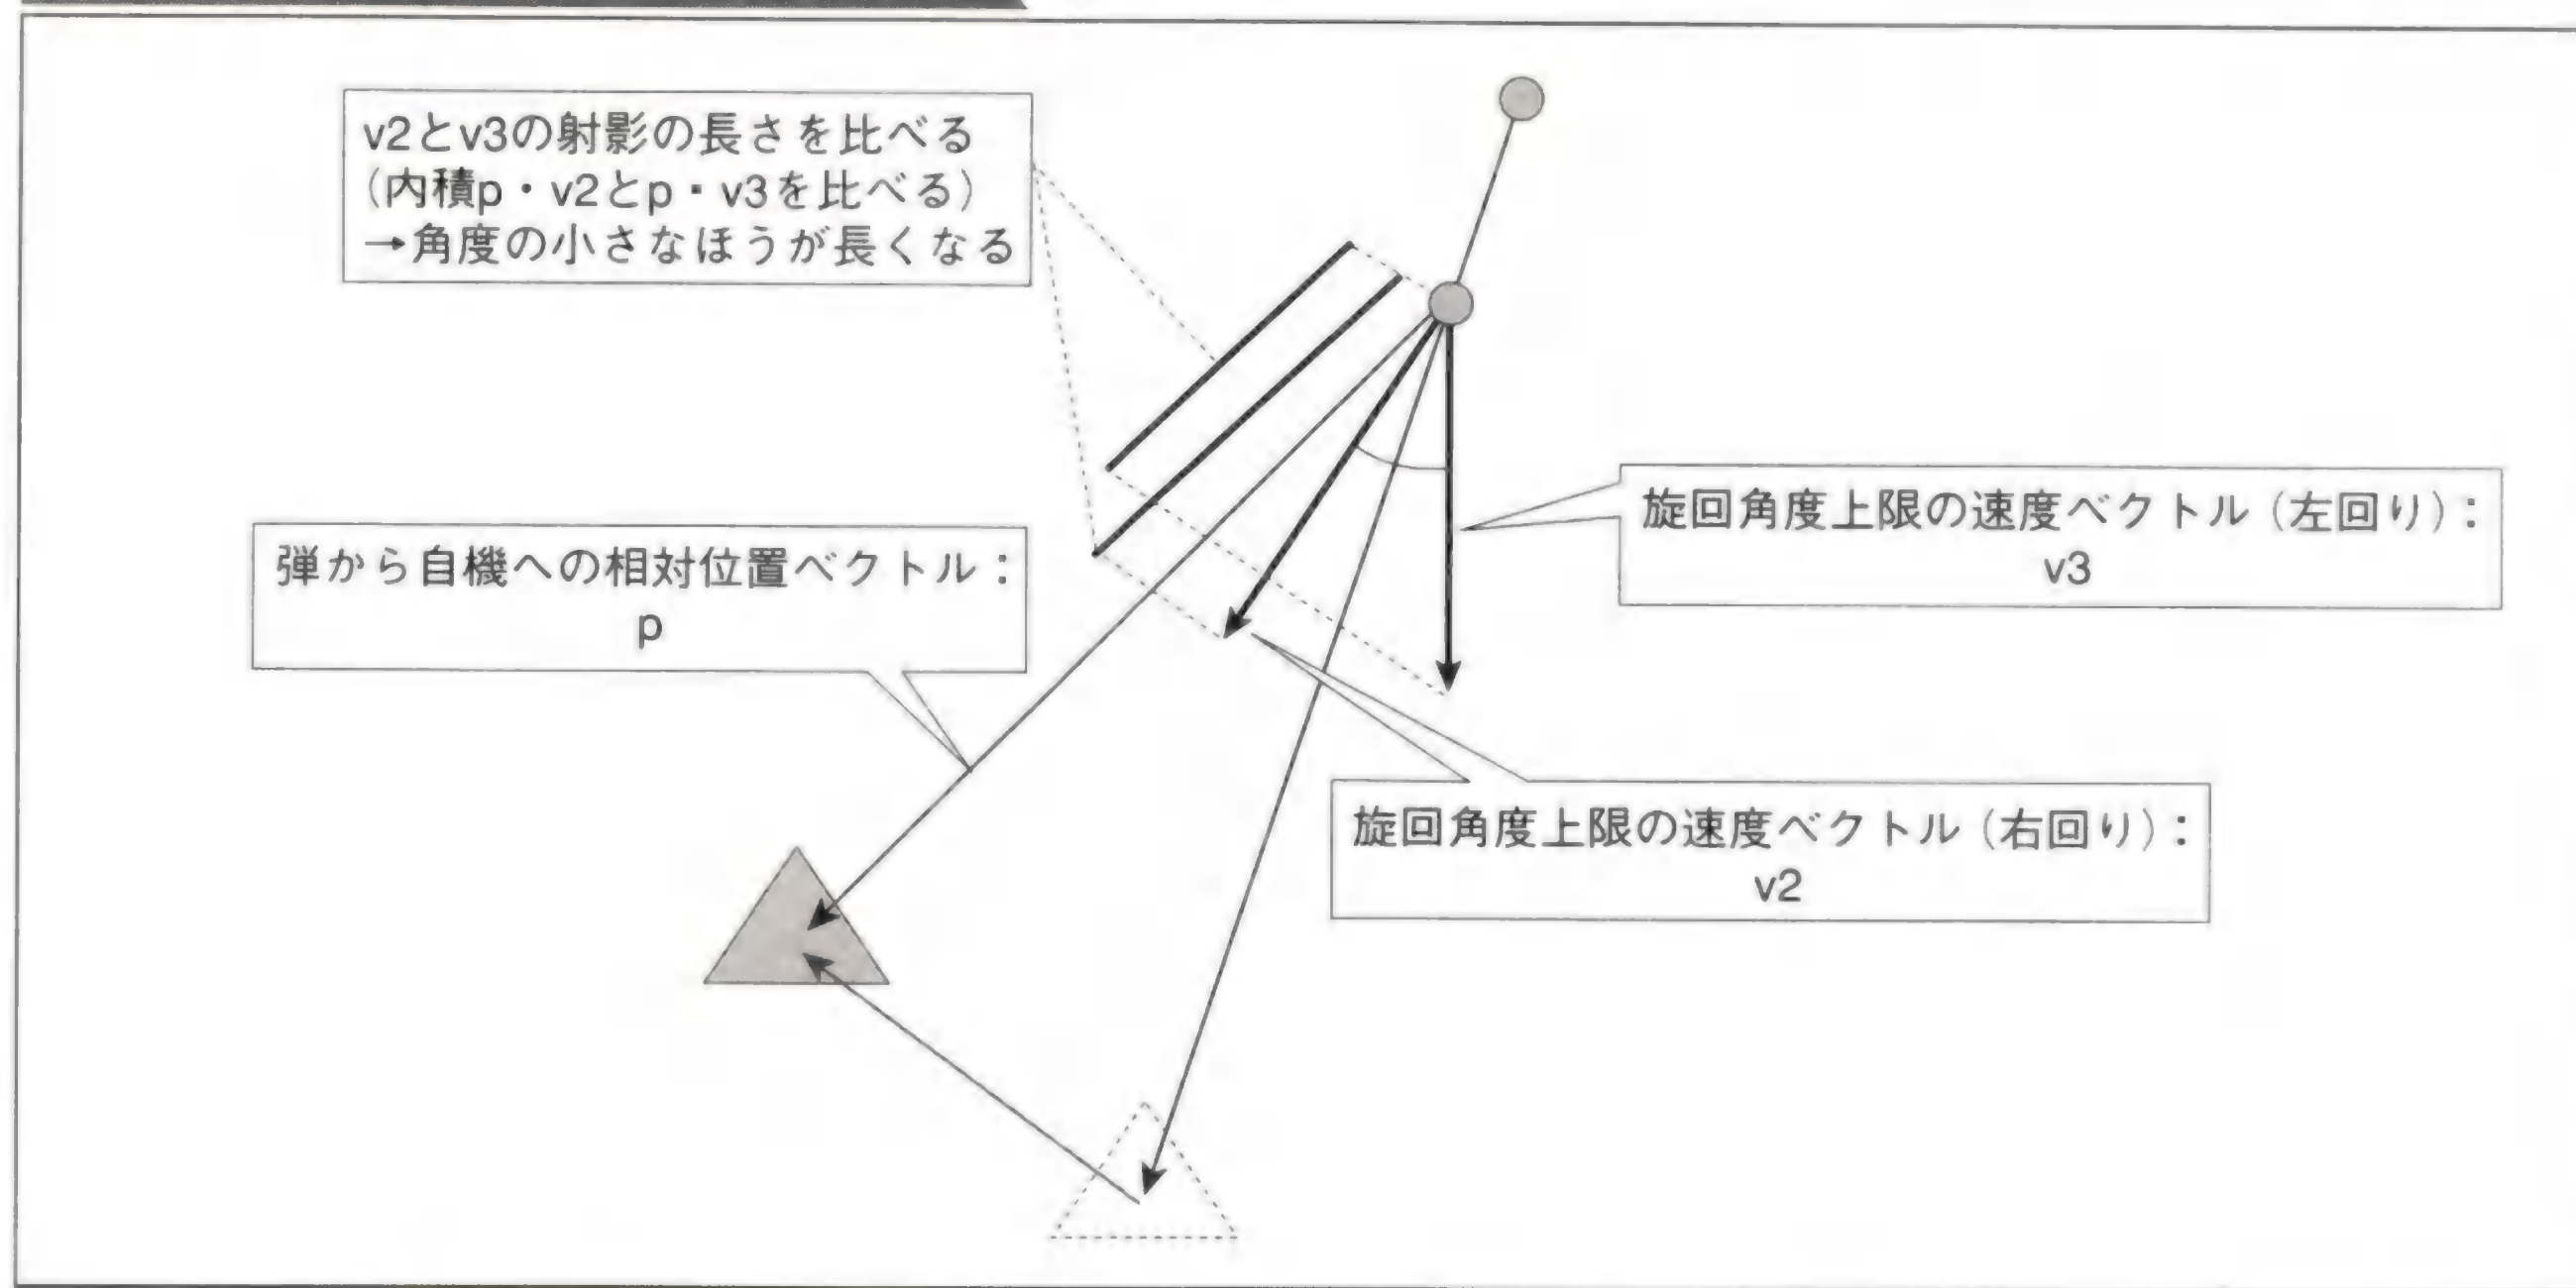 v2とv3の射影の長さを比べる
（内積p・v2とp・v3を比べる）
→角度の小さなほうが長くなる
旋回角度上限の速度ベクトル（左回り）：
v3
弾から自機への相対位置ベクトル：
p
旋回角度上限の速度ベクトル（右回り）：
v2